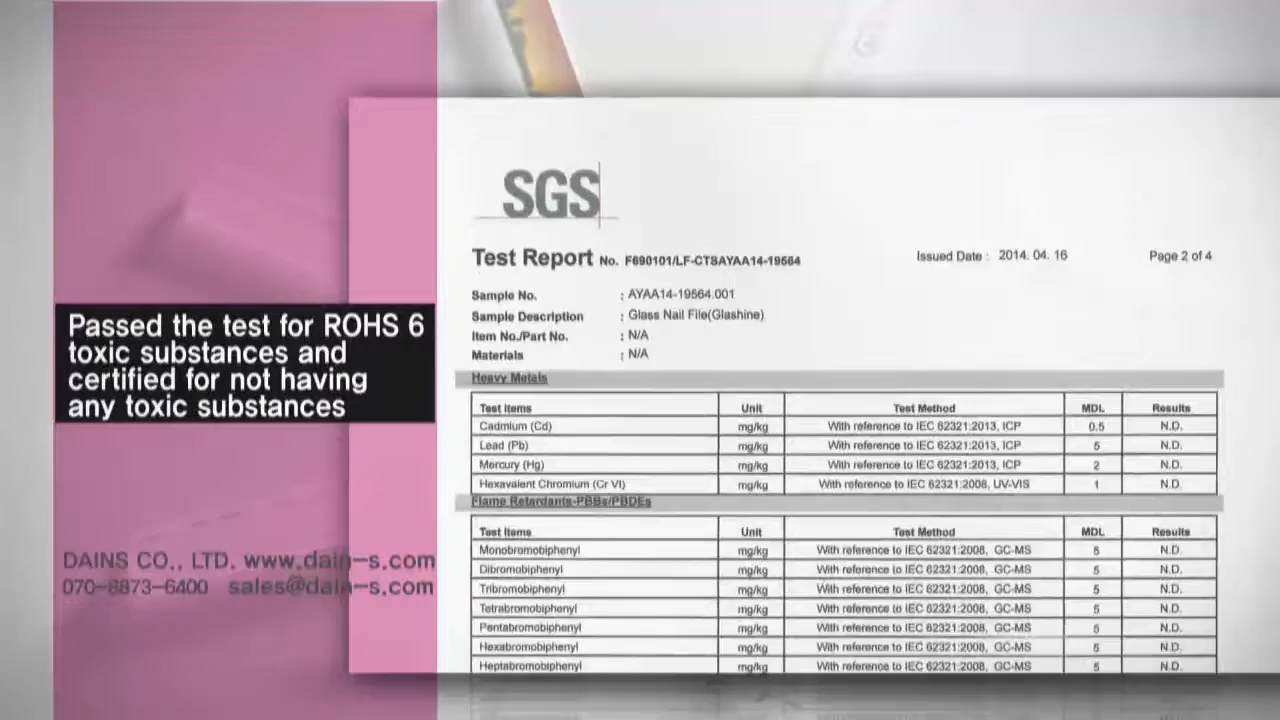 Passed the test for ROHS 6
toxic substances and
certified for not having
any toxic substances
DAINS CO., LTD. www.dain-s.com
070-8873-6400 sales@dain-s.com
SGS
Test Report No. F690101/LF-CTSAYAA14-19564 Issued Date : 2014. 04. 16 Page 2 of 4
Sample No. : AYAA14-19564.001
Sample Description : Glass Nail File(Glashine)
Item No./Part No. : N/A
Materials : N/A
Heavy Metals
Test Items Unit Test Method MDL Results
Cadmium (Cd) mg/kg With reference to IEC 62321:2013, ICP 0.5 N.D.
Lead (Pb) mg/kg With reference to IEC 62321:2013, ICP 5 N.D.
Mercury (Hg) mg/kg With reference to IEC 62321:2013, ICP 2 N.D.
Hexavalent Chromium (Cr VI) mg/kg With reference to IEC 62321:2008, UV-VIS 1 N.D.
Flame Retardants-PBBs/PBDEs
Test Items Unit Test Method MDL Results
Monobromobiphenyl mg/kg With reference to IEC 62321:2008, GC-MS 5 N.D.
Dibromobiphenyl mg/kg With reference to IEC 62321:2008, GC-MS 5 N.D.
Tribromobiphenyl mg/kg With reference to IEC 62321:2008, GC-MS 5 N.D.
Tetrabromobiphenyl mg/kg With reference to IEC 62321:2008, GC-MS 5 N.D.
Pentabromobiphenyl mg/kg With reference to IEC 62321:2008, GC-MS 5 N.D.
Hexabromobiphenyl mg/kg With reference to IEC 62321:2008, GC-MS 5 N.D.
Heptabromobiphenyl mg/kg With reference to IEC 62321:2008, GC-MS 5 N.D.